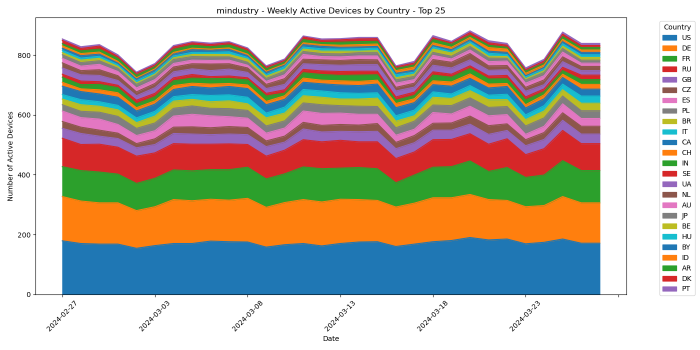 mindustry - Weekly Active Devices by Country - Top 25
Number of Active Devices
800
600
400
200
0
2024-02-27
2024-03-03
2024-03-08
2024-03-13
2024-03-18
2024-03-23
Date
Country
US
DE
FR
RU
GB
CZ
ES
PL
BR
IT
CA
CH
IN
SE
UA
NL
AU
JP
BE
HU
BY
ID
AR
DK
PT